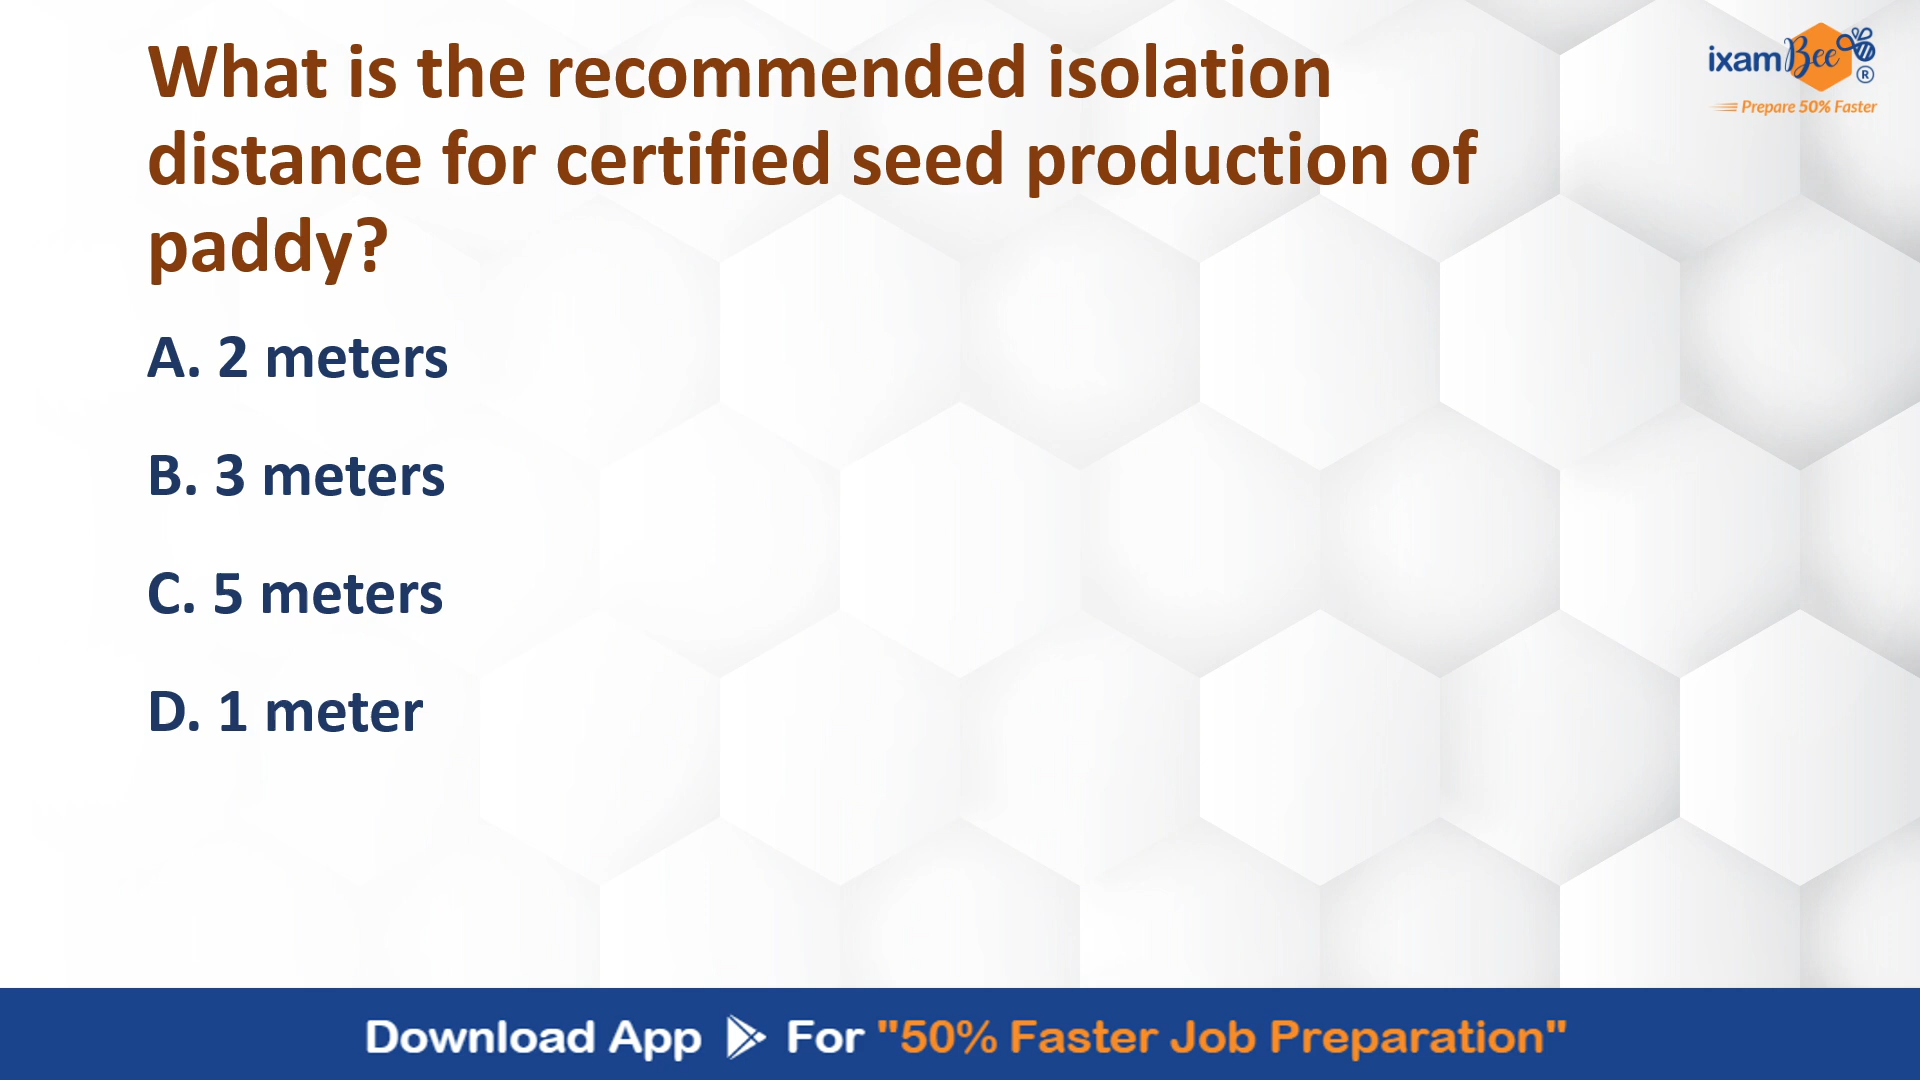 What is the recommended isolation
distance for certified seed production of
paddy?
A. 2 meters
B. 3 meters
C. 5 meters
D. 1 meter
ixamBee ®
Prepare 50% Faster
Download App For "50% Faster Job Preparation"